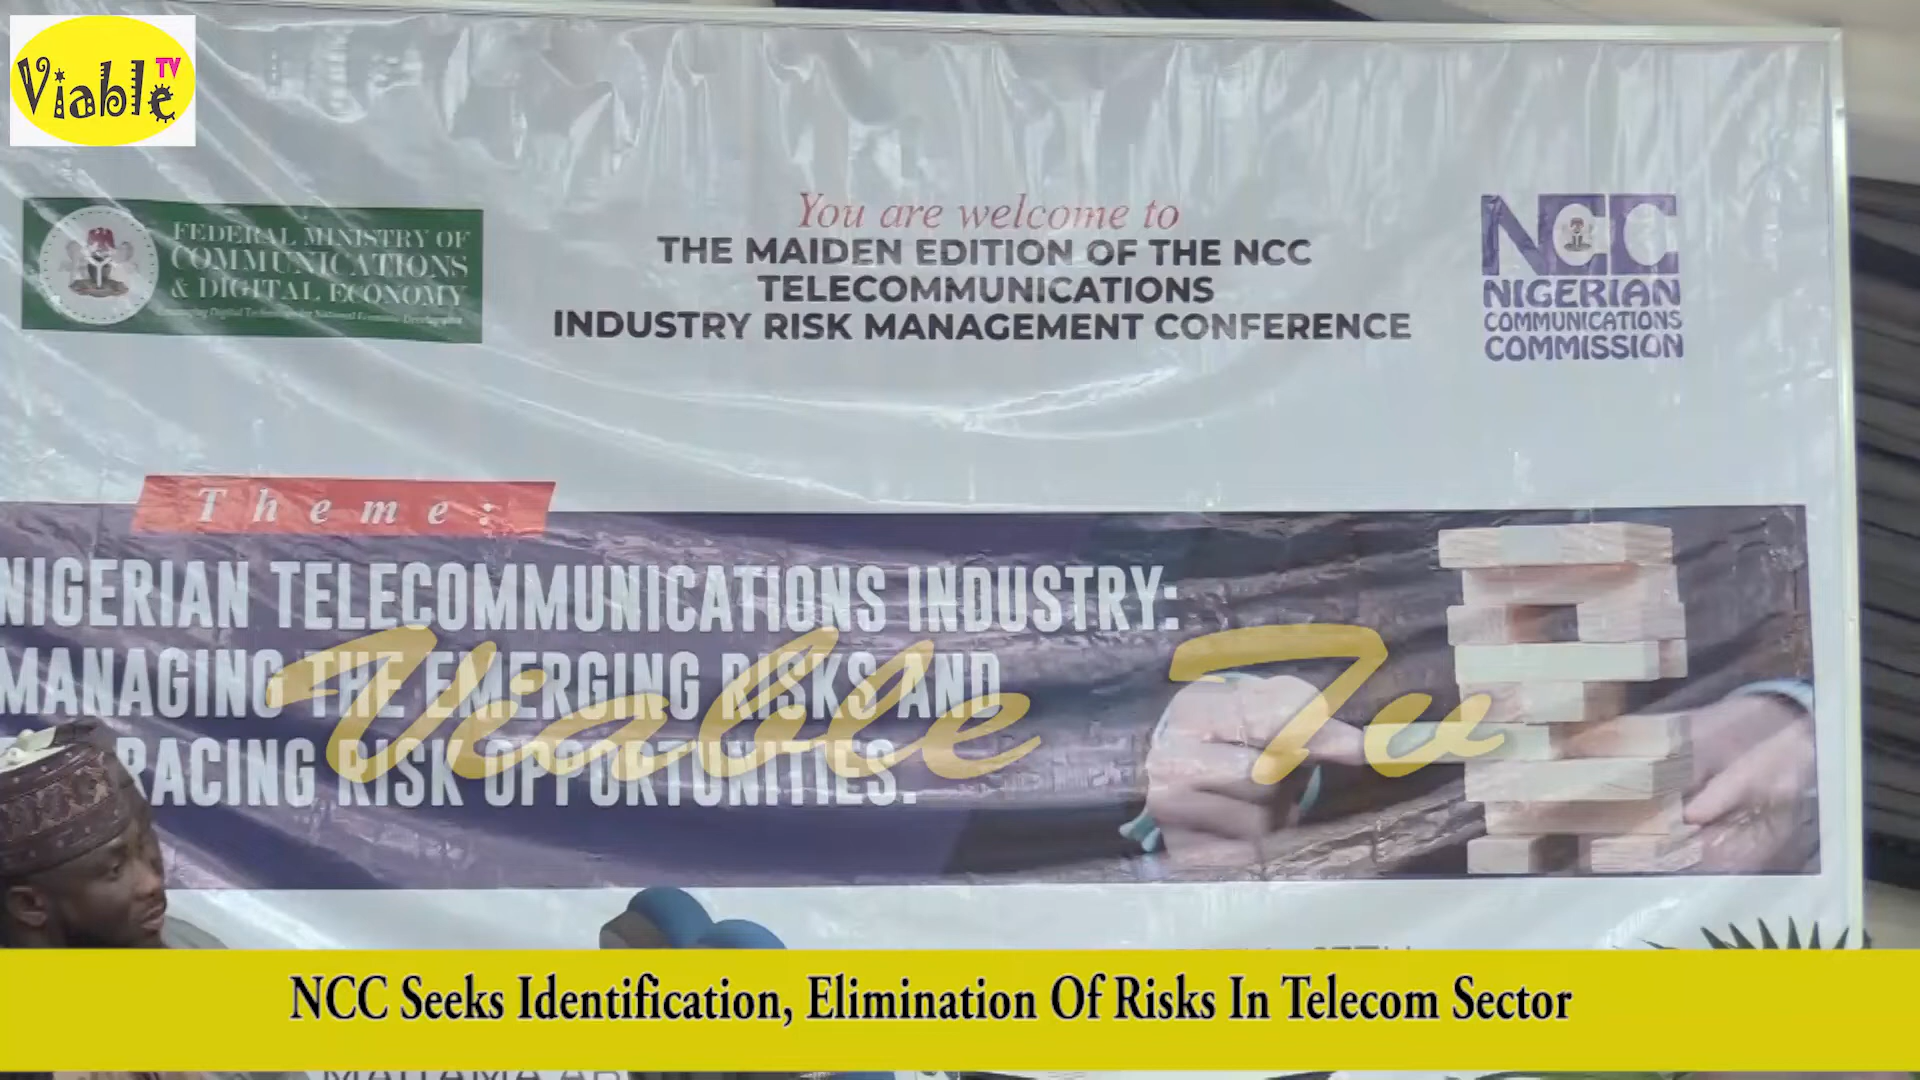 Viable TV
FEDERAL MINISTRY OF
COMMUNICATIONS
& DIGITAL ECONOMY
You are welcome to
THE MAIDEN EDITION OF THE NCC
TELECOMMUNICATIONS
INDUSTRY RISK MANAGEMENT CONFERENCE
NCC
NIGERIAN
COMMUNICATIONS
COMMISSION
Theme:
NIGERIAN TELECOMMUNICATIONS INDUSTRY:
MANAGING THE EMERGING RISKS AND
RACING RISK OPPORTUNITIES.
Viable Tv
NCC Seeks Identification, Elimination Of Risks In Telecom Sector